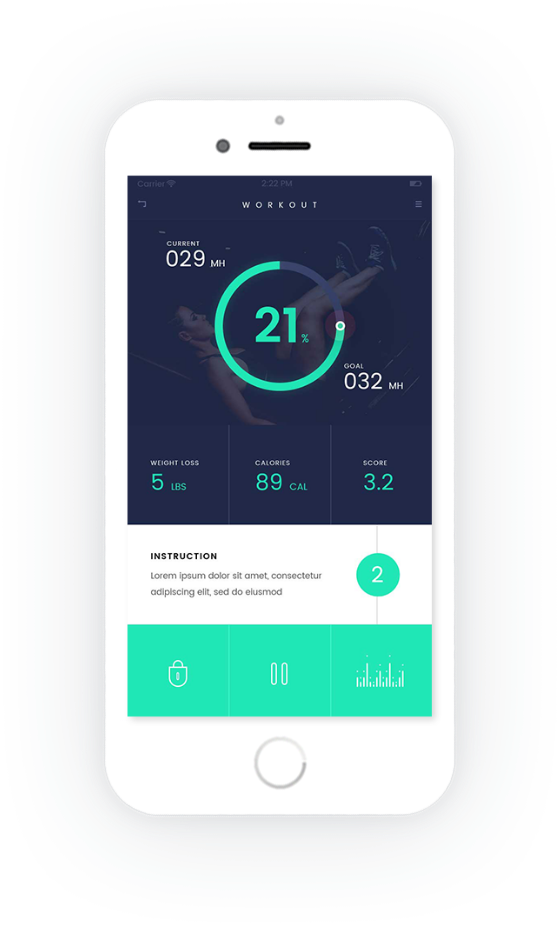 Carrier 2:22 PM
WORKOUT
CURRENT
029 MH
21%
GOAL
032 MH
WEIGHT LOSS CALORIES SCORE
5 LBS 89 CAL 3.2
INSTRUCTION
Lorem ipsum dolor sit amet, consectetur
adipiscing elit, sed do eiusmod
2